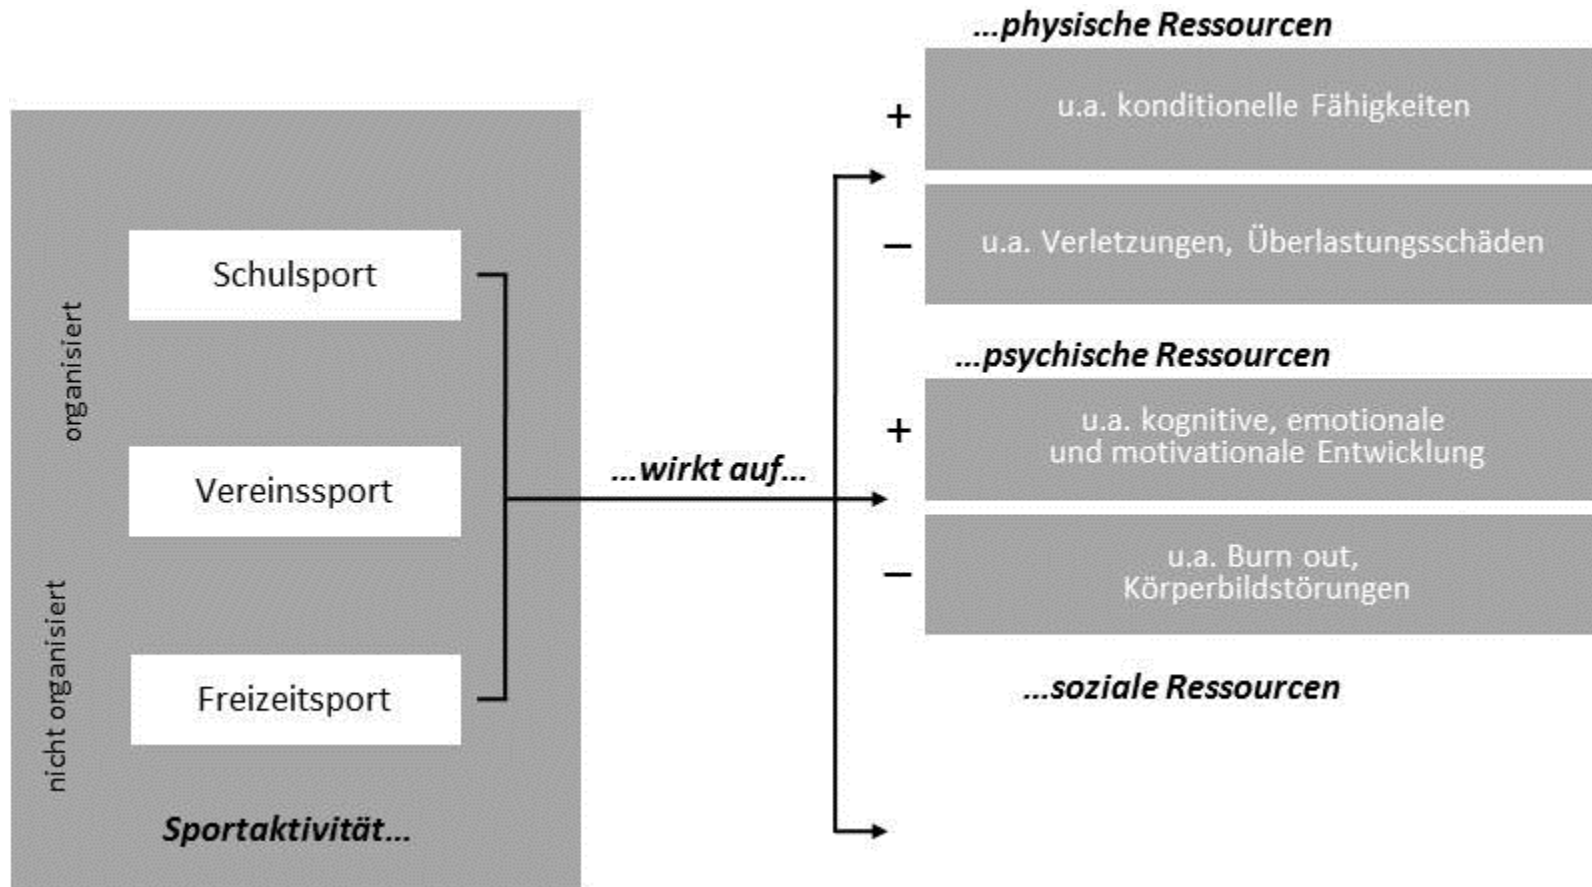 organisiert
nicht organisiert
Schulsport
Vereinssport
Freizeitsport
Sportaktivität...
...wirkt auf...
...physische Ressourcen
+
u.a. konditionelle Fähigkeiten
–
u.a. Verletzungen, Überlastungsschäden
...psychische Ressourcen
+
u.a. kognitive, emotionale
und motivationale Entwicklung
–
u.a. Burn out,
Körperbildstörungen
...soziale Ressourcen